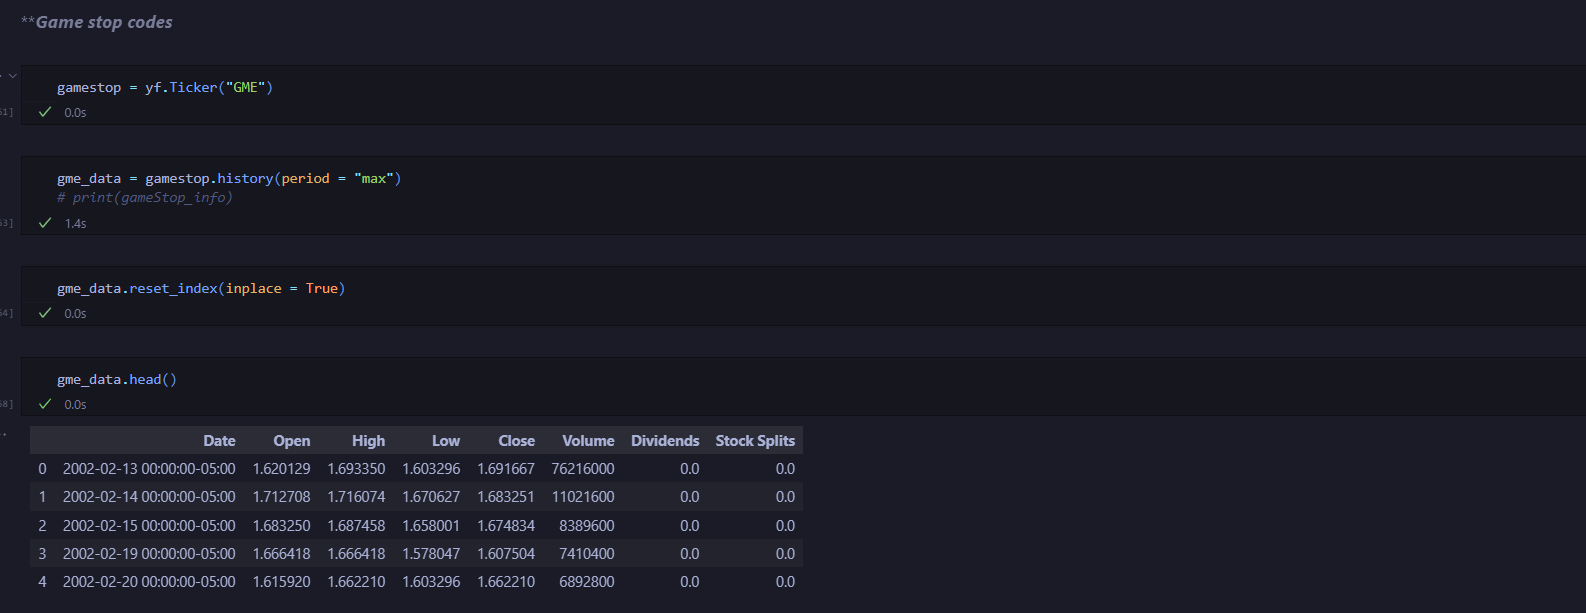 **Game stop codes
gamestop = yf.Ticker("GME")
0.0s
gme_data = gamestop.history(period = "max")
# print(gameStop_info)
1.4s
gme_data.reset_index(inplace = True)
0.0s
gme_data.head()
0.0s
Date Open High Low Close Volume Dividends Stock Splits
0 2002-02-13 00:00:00-05:00 1.620129 1.693350 1.603296 1.691667 76216000 0.0 0.0
1 2002-02-14 00:00:00-05:00 1.712708 1.716074 1.670627 1.683251 11021600 0.0 0.0
2 2002-02-15 00:00:00-05:00 1.683250 1.687458 1.658001 1.674834 8389600 0.0 0.0
3 2002-02-19 00:00:00-05:00 1.666418 1.666418 1.578047 1.607504 7410400 0.0 0.0
4 2002-02-20 00:00:00-05:00 1.615920 1.662210 1.603296 1.662210 6892800 0.0 0.0